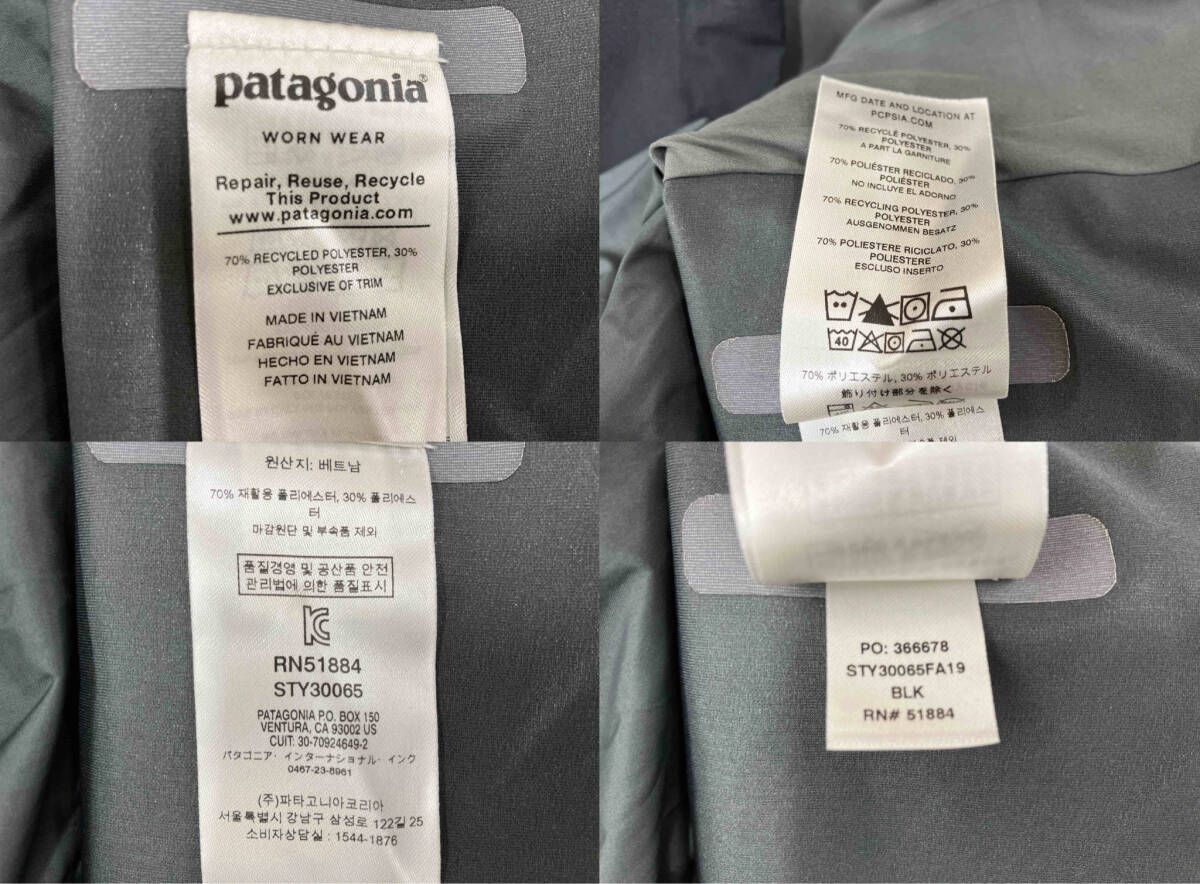 patagonia®
WORN WEAR
Repair, Reuse, Recycle
This Product
www.patagonia.com
70% RECYCLED POLYESTER, 30%
POLYESTER
EXCLUSIVE OF TRIM
MADE IN VIETNAM
FABRIQUÉ AU VIETNAM
HECHO EN VIETNAM
FATTO IN VIETNAM
MFG DATE AND LOCATION AT
PCPSIA.COM
70% RECYCLÉ POLYESTER, 30%
POLYESTER
A PART LA GARNITURE
70% POLIÉSTER RECICLADO, 30%
POLIÉSTER
NO INCLUYE EL ADORNO
70% RECYCLING POLYESTER, 30%
POLYESTER
AUSGENOMMEN BESATZ
70% POLIESTERE RICICLATO, 30%
POLIESTERE
ESCLUSO INSERTO
40
70% ポリエステル, 30% ポリエステル
飾り付け部分を除く
70% 재활용 폴리에스터, 30% 폴리에스
터
원산지: 베트남
70% 재활용 폴리에스터, 30% 폴리에스
터
마감원단 및 부속품 제외
품질경영 및 공산품 안전
관리법에 의한 품질표시
RN51884
STY30065
PATAGONIA P.O. BOX 150
VENTURA, CA 93002 US
CUIT: 30-70924649-2
パタゴニア・インターナショナル・インク
0467-23-8961
(주)파타고니아코리아
서울특별시 강남구 삼성로 122길 25
소비자상담실 : 1544-1876
PO: 366678
STY30065FA19
BLK
RN# 51884